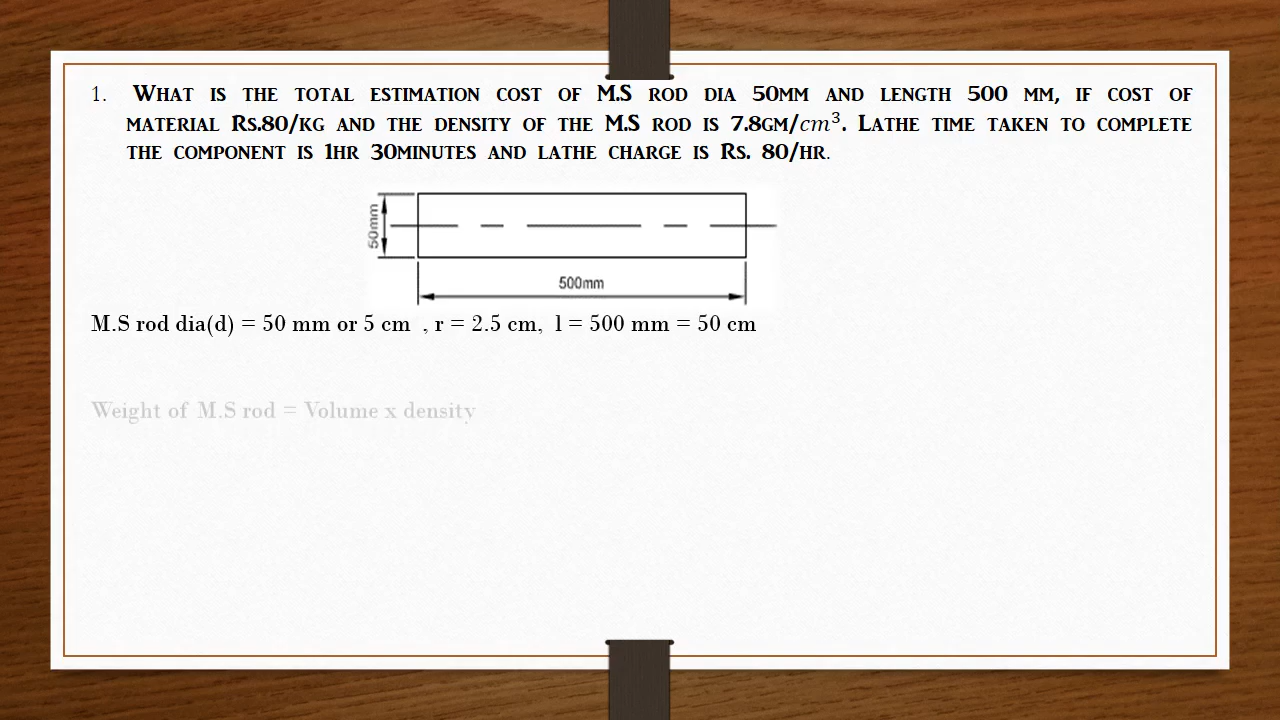 1. WHAT IS THE TOTAL ESTIMATION COST OF M.S ROD DIA 50MM AND LENGTH 500 MM, IF COST OF
MATERIAL RS.80/KG AND THE DENSITY OF THE M.S ROD IS 7.8GM/cm³. LATHE TIME TAKEN TO COMPLETE
THE COMPONENT IS 1HR 30MINUTES AND LATHE CHARGE IS RS. 80/HR.
50mm
500mm
M.S rod dia(d) = 50 mm or 5 cm , r = 2.5 cm, l = 500 mm = 50 cm
Weight of M.S rod = Volume x density